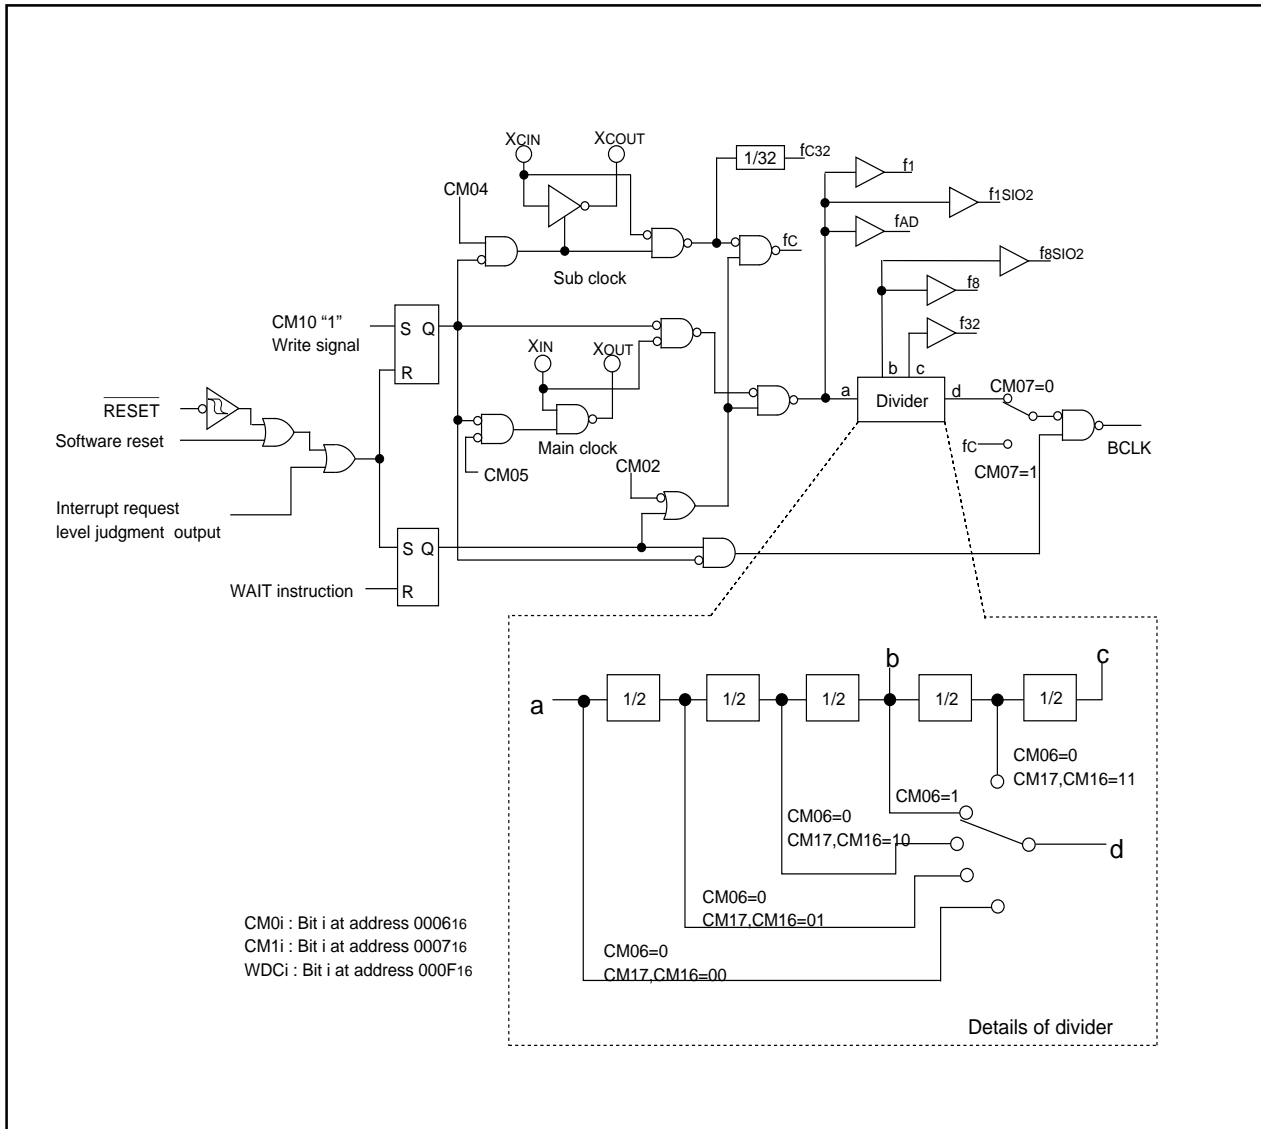 XCIN
XCOUT
1/32
fC32
f1
CM04
f1SIO2
fAD
fC
f8SIO2
Sub clock
f8
CM10 “1”
Write signal
S Q
R
f32
XIN
XOUT
b
c
RESET
a
Divider
d
CM07=0
Software reset
Main clock
fC
BCLK
CM05
CM02
CM07=1
Interrupt request
level judgment output
S Q
R
WAIT instruction
b
c
a
1/2
1/2
1/2
1/2
1/2
CM06=0
CM17,CM16=11
CM06=1
CM06=0
CM17,CM16=10
d
CM06=0
CM17,CM16=01
CM0i : Bit i at address 000616
CM1i : Bit i at address 000716
WDCi : Bit i at address 000F16
CM06=0
CM17,CM16=00
Details of divider